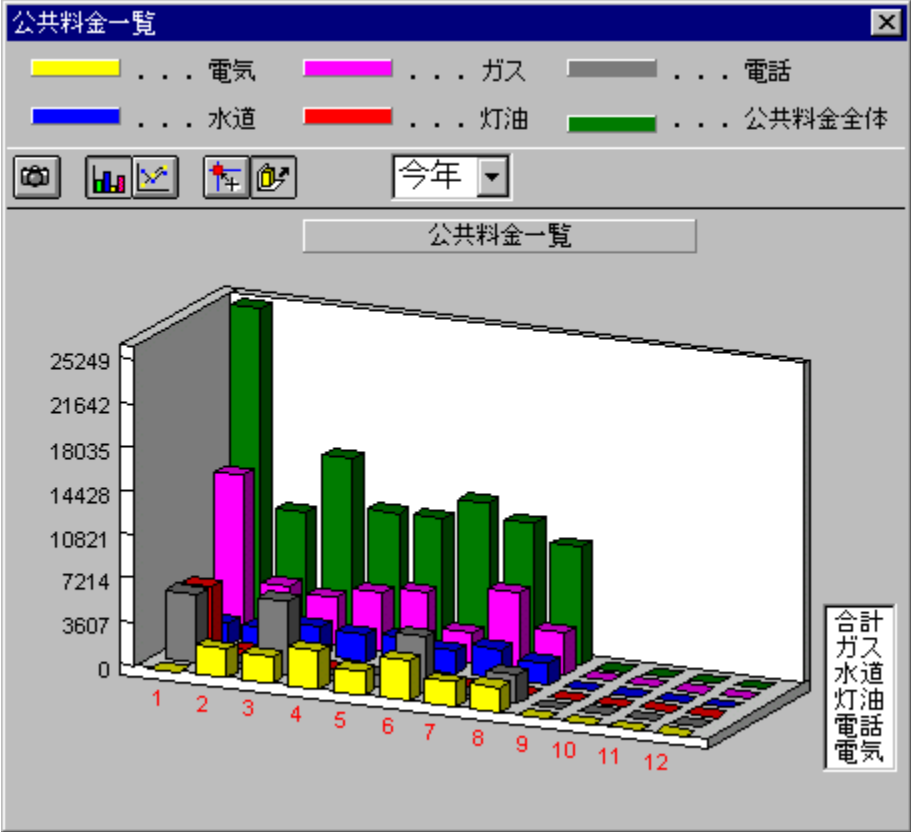 公共料金一覧
...電気 ...ガス ...電話
...水道 ...灯油 ...公共料金全体
今年
公共料金一覧
25249
21642
18035
14428
10821
7214
3607
0
1 2 3 4 5 6 7 8 9 10 11 12
合計
ガス
水道
灯油
電話
電気